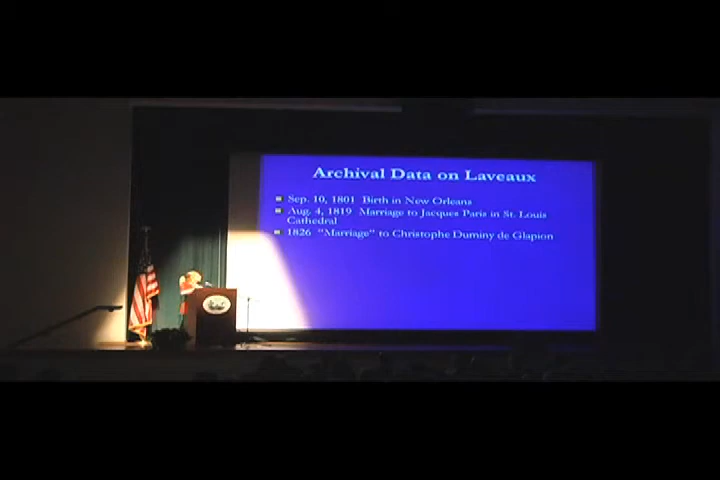 Archival Data on Laveaux
Sep. 10, 1801 Birth in New Orleans
Aug. 4, 1819 Marriage to Jacques Paris in St. Louis
Cathedral
1826 "Marriage" to Christophe Duminy de Glapion